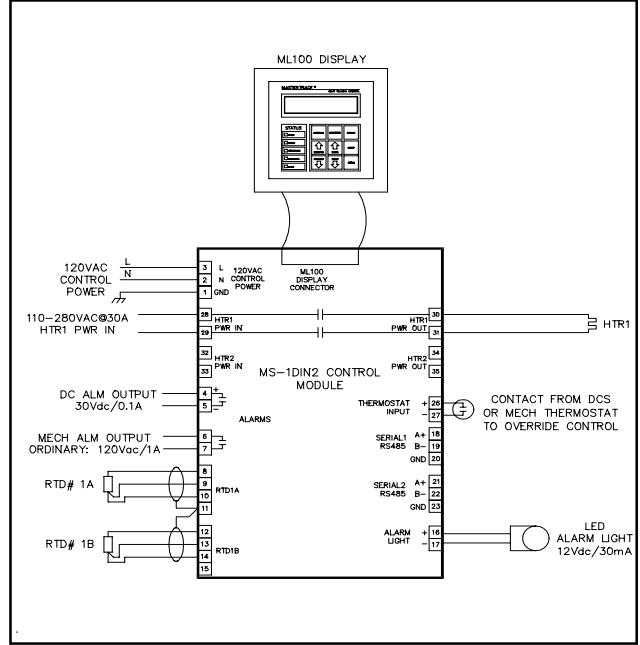 ML100 DISPLAY
MASTERTRACE
STATUS
120VAC L
CONTROL N
POWER
3 L 120VAC
2 N CONTROL
1 GND POWER
ML100
DISPLAY
CONNECTOR
110-280VAC@30A
HTR1 PWR IN
28 HTR1
29 PWR IN
HTR1 30
PWR OUT 31
HTR1
32 HTR2
33 PWR IN
HTR2 34
PWR OUT 35
MS-1DIN2 CONTROL
MODULE
DC ALM OUTPUT
30Vdc/0.1A
4 +
5 -
ALARMS
MECH ALM OUTPUT
ORDINARY: 120Vac/1A
6
7
THERMOSTAT + 26
INPUT - 27
CONTACT FROM DCS
OR MECH THERMOSTAT
TO OVERRIDE CONTROL
SERIAL1 A+ 18
RS485 B- 19
GND 20
RTD# 1A
8
9
10 RTD1A
11
SERIAL2 A+ 21
RS485 B- 22
GND 23
RTD# 1B
12
13 RTD1B
14
15
ALARM + 16
LIGHT - 17
LED
ALARM LIGHT
12Vdc/30mA